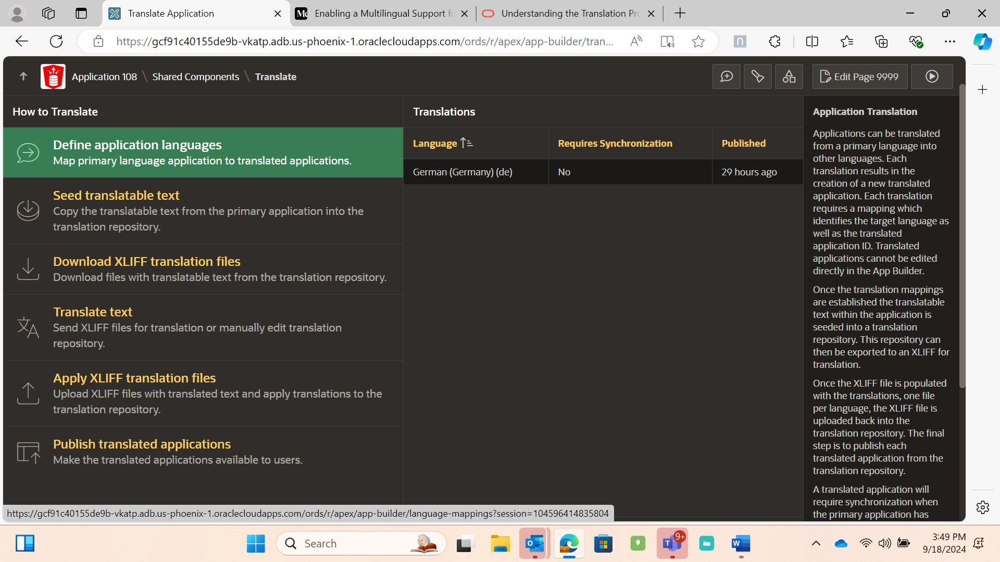 Translate Application
Enabling a Multilingual Support fo
Understanding the Translation Pro
https://gcf91c40155de9b-vkatp.adb.us-phoenix-1.oraclecloudapps.com/ords/r/apex/app-builder/tran...
Application 108 \ Shared Components \ Translate
Edit Page 9999
How to Translate
Define application languages
Map primary language application to translated applications.
Seed translatable text
Copy the translatable text from the primary application into the
translation repository.
Download XLIFF translation files
Download files with translatable text from the translation repository.
Translate text
Send XLIFF files for translation or manually edit translation
repository.
Apply XLIFF translation files
Upload XLIFF files with translated text and apply translations to the
translation repository.
Publish translated applications
Make the translated applications available to users.
Translations
Language Requires Synchronization Published
German (Germany) (de) No 29 hours ago
Application Translation
Applications can be translated
from a primary language into
other languages. Each
translation results in the
creation of a new translated
application. Each translation
requires a mapping which
identifies the target language as
well as the translated
application ID. Translated
applications cannot be edited
directly in the App Builder.
Once the translation mappings
are established the translatable
text within the application is
seeded into a translation
repository. This repository can
then be exported to an XLIFF for
translation.
Once the XLIFF file is populated
with the translations, one file
per language, the XLIFF file is
uploaded back into the
translation repository. The final
step is to publish each
translated application from the
translation repository.
A translated application will
require synchronization when
the primary application has
https://gcf91c40155de9b-vkatp.adb.us-phoenix-1.oraclecloudapps.com/ords/r/apex/app-builder/language-mappings?session=104596414835804
Search
9+
3:49 PM
9/18/2024